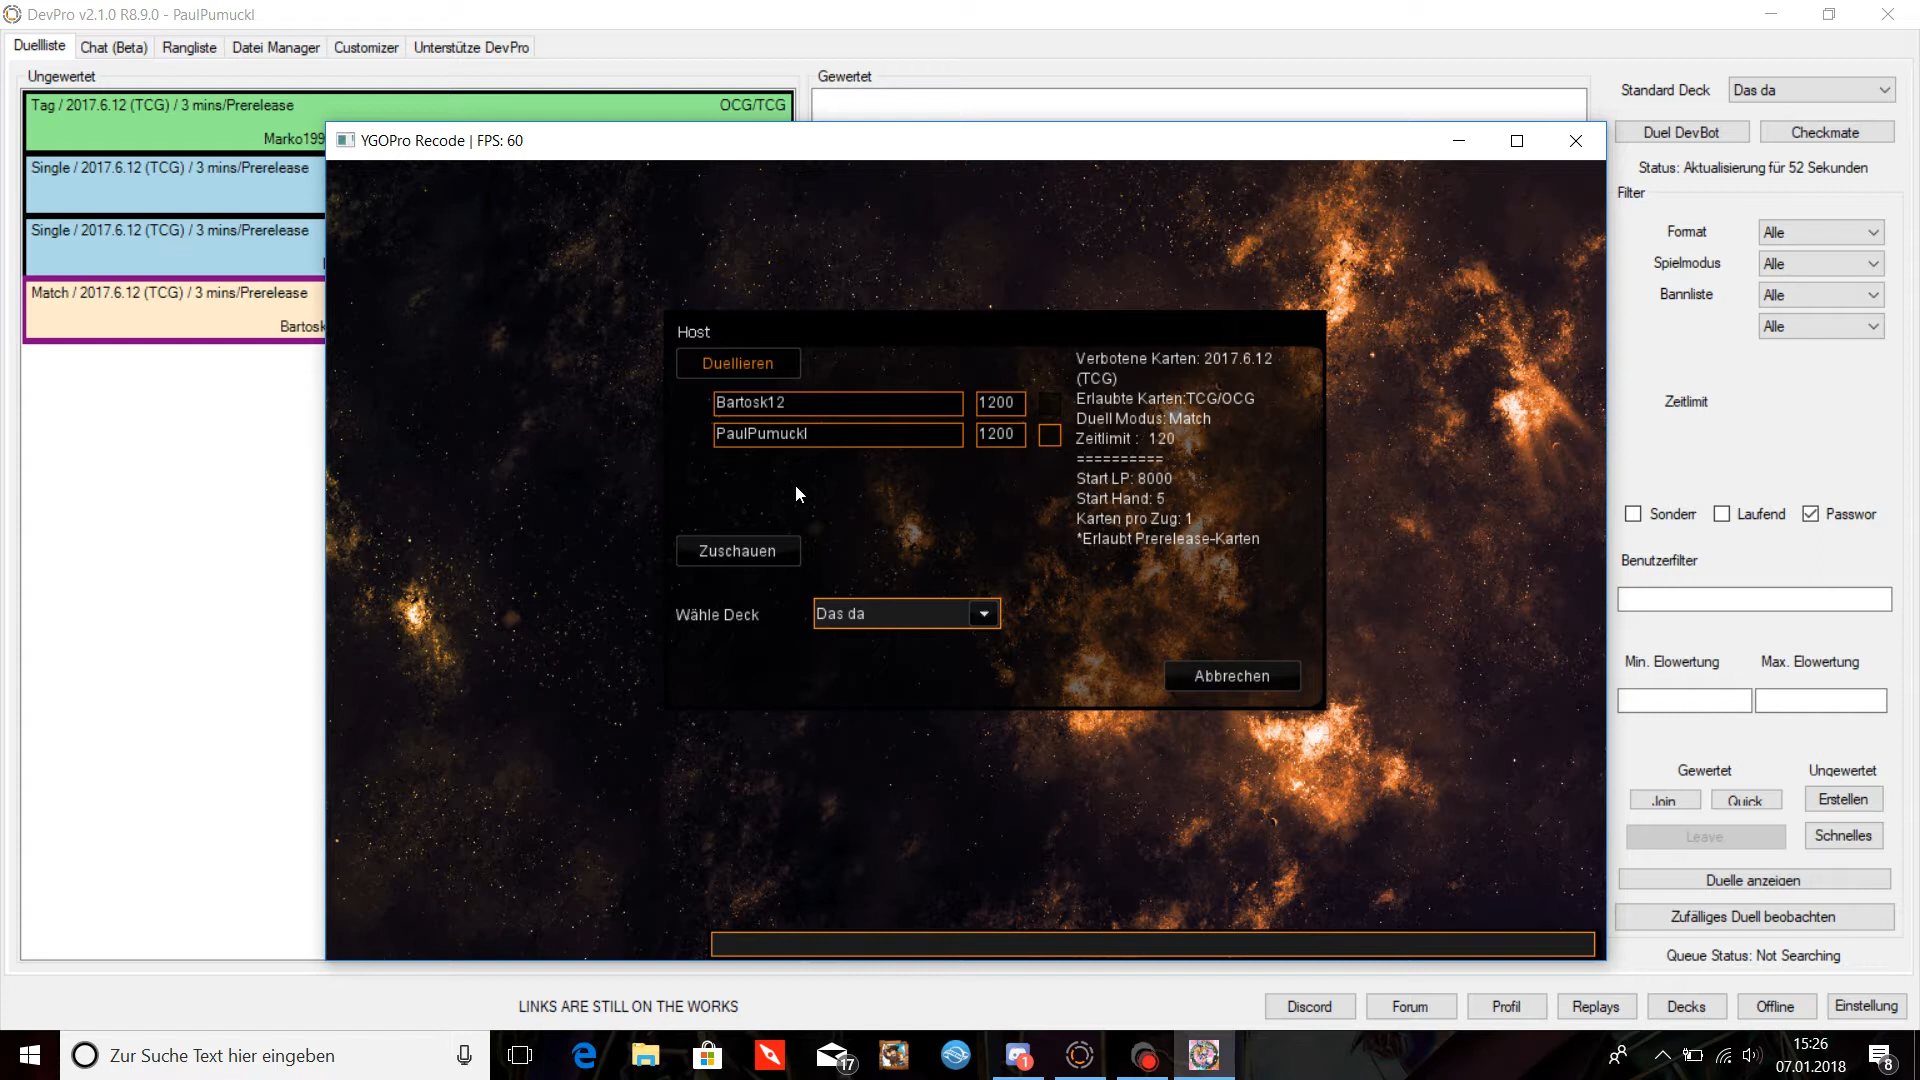 DevPro v2.1.0 R8.9.0 - PaulPumuckl
Duellliste
Chat (Beta)
Rangliste
Datei Manager
Customizer
Unterstütze DevPro
Ungewertet
Tag / 2017.6.12 (TCG) / 3 mins/Prerelease
OCG/TCG
Marko199
Single / 2017.6.12 (TCG) / 3 mins/Prerelease
Single / 2017.6.12 (TCG) / 3 mins/Prerelease
Match / 2017.6.12 (TCG) / 3 mins/Prerelease
Bartosk
Gewertet
YGOPro Recode | FPS: 60
Host
Duellieren
Bartosk12
1200
PaulPumuckl
1200
Zuschauen
Wähle Deck
Das da
Verbotene Karten: 2017.6.12
(TCG)
Erlaubte Karten:TCG/OCG
Duell Modus: Match
Zeitlimit : 120
==========
Start LP: 8000
Start Hand: 5
Karten pro Zug: 1
*Erlaubt Prerelease-Karten
Abbrechen
Standard Deck
Das da
Duel DevBot
Checkmate
Status: Aktualisierung für 52 Sekunden
Filter
Format
Alle
Spielmodus
Alle
Bannliste
Alle
Alle
Zeitlimit
Sonderr
Laufend
Passwor
Benutzerfilter
Min. Elowertung
Max. Elowertung
Gewertet
Ungewertet
Join
Quick
Erstellen
Leave
Schnelles
Duelle anzeigen
Zufälliges Duell beobachten
Queue Status: Not Searching
LINKS ARE STILL ON THE WORKS
Discord
Forum
Profil
Replays
Decks
Offline
Einstellung
Zur Suche Text hier eingeben
17
1
15:26
07.01.2018
8